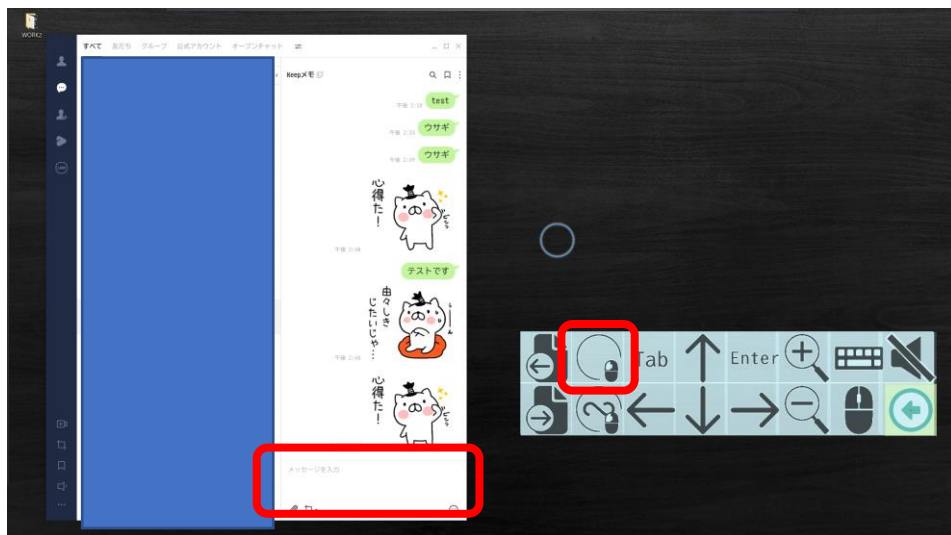 WORK2
すべて 友だち グループ 公式アカウント オープンチャット
Keepメモ
test
ウサギ
ウサギ
心得た!
テストです
由々しき
じたいじゃ…
心得た!
メッセージを入力
Tab
Enter